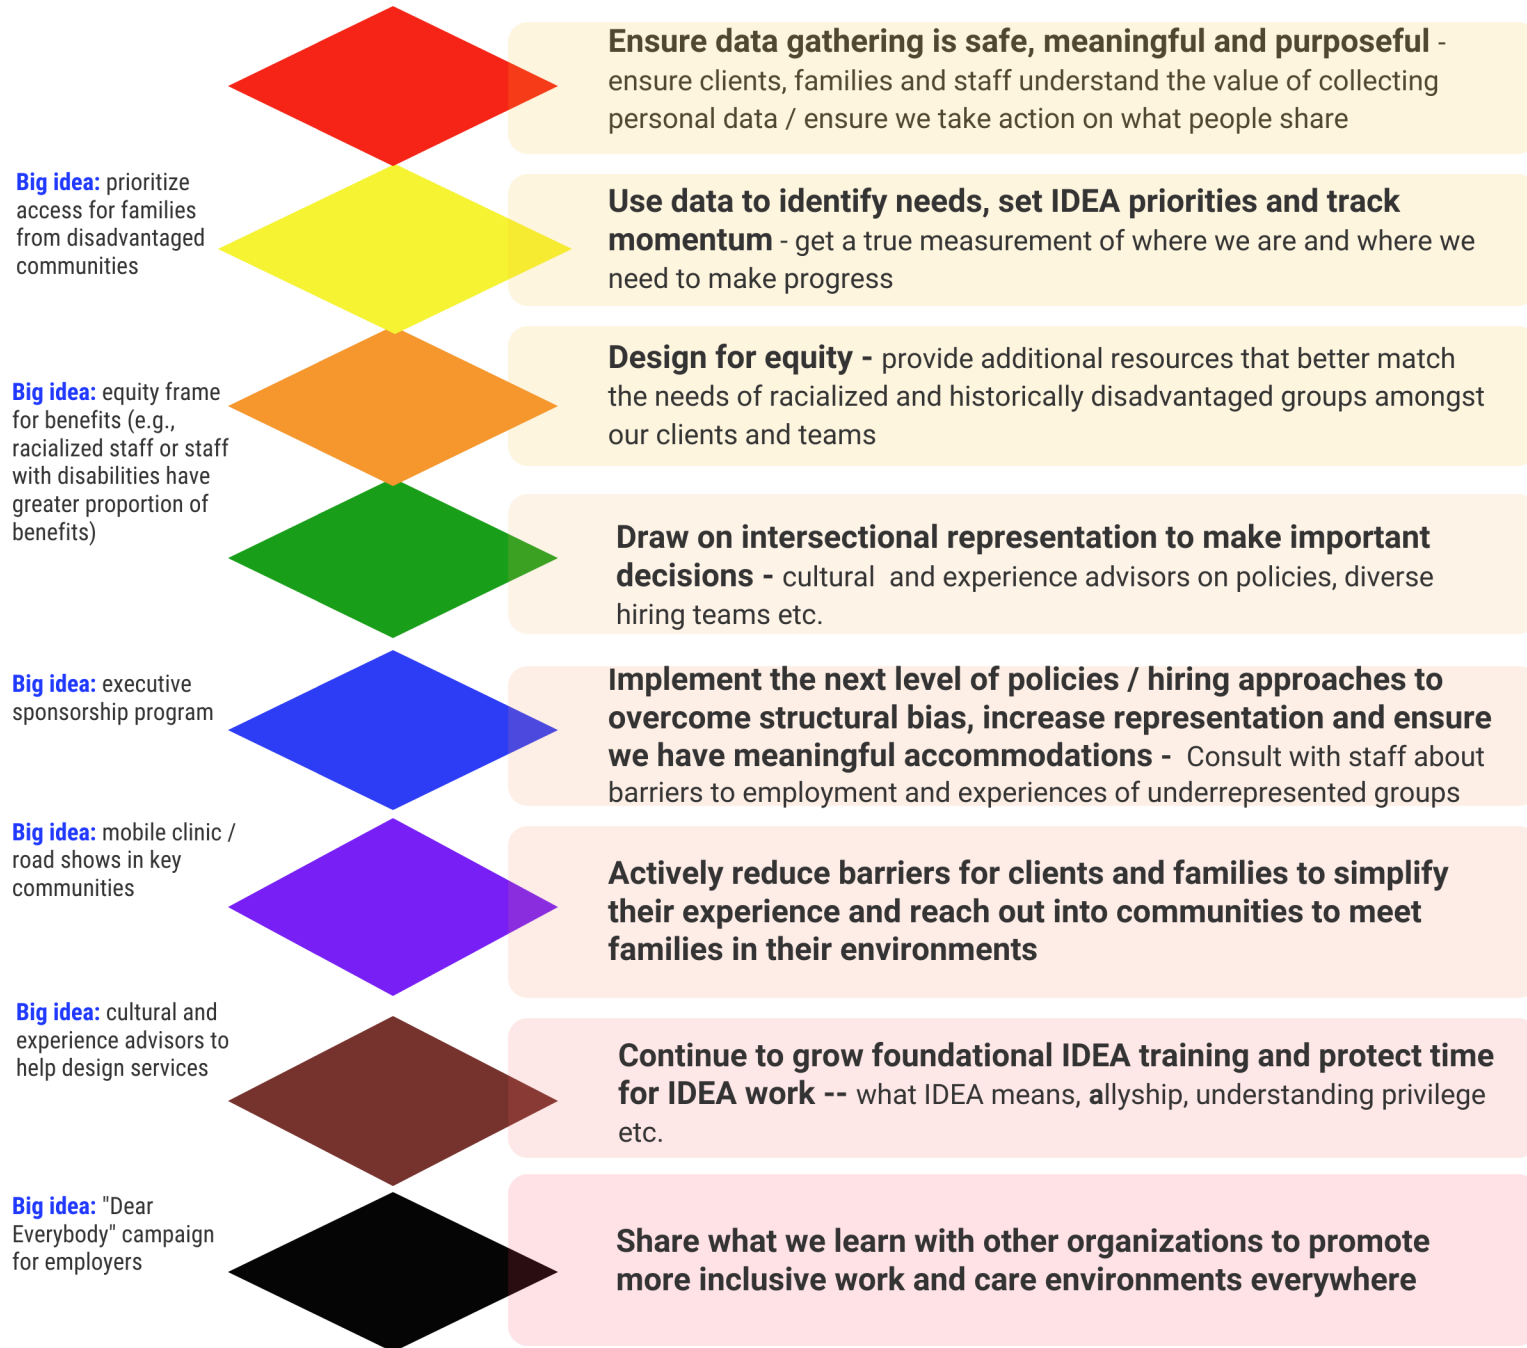 Ensure data gathering is safe, meaningful and purposeful -
ensure clients, families and staff understand the value of collecting
personal data / ensure we take action on what people share
Big idea: prioritize
access for families
from disadvantaged
communities
Use data to identify needs, set IDEA priorities and track
momentum - get a true measurement of where we are and where we
need to make progress
Big idea: equity frame
for benefits (e.g.,
racialized staff or staff
with disabilities have
greater proportion of
benefits)
Design for equity - provide additional resources that better match
the needs of racialized and historically disadvantaged groups amongst
our clients and teams
Draw on intersectional representation to make important
decisions - cultural  and experience advisors on policies, diverse
hiring teams etc.
Big idea: executive
sponsorship program
Implement the next level of policies / hiring approaches to
overcome structural bias, increase representation and ensure
we have meaningful accommodations -  Consult with staff about
barriers to employment and experiences of underrepresented groups
Big idea: mobile clinic /
road shows in key
communities
Actively reduce barriers for clients and families to simplify
their experience and reach out into communities to meet
families in their environments
Big idea: cultural and
experience advisors to
help design services
Continue to grow foundational IDEA training and protect time
for IDEA work -- what IDEA means, allyship, understanding privilege
etc.
Big idea: "Dear
Everybody" campaign
for employers
Share what we learn with other organizations to promote
more inclusive work and care environments everywhere